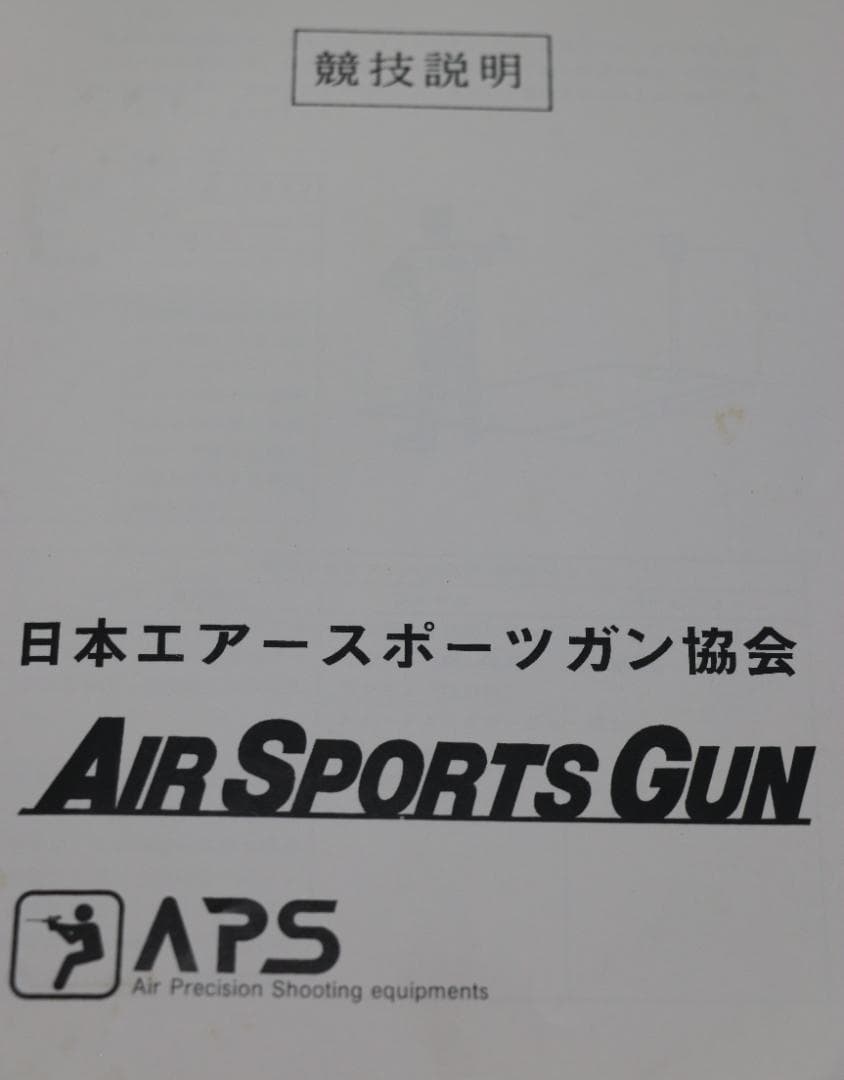 競技説明
日本エアースポーツガン協会
AIR SPORTS GUN
APS
Air Precision Shooting equipments